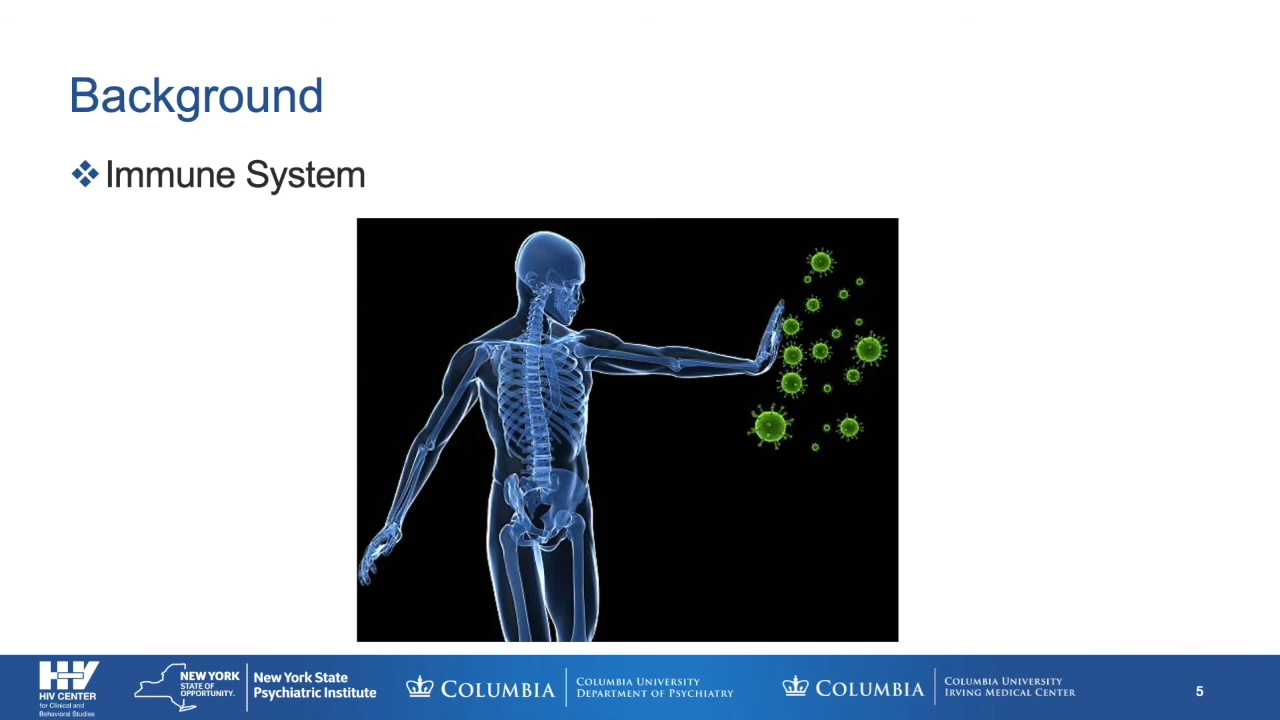 Background
Immune System
HIV
HIV CENTER
for Clinical and
Behavioral Studies
NEW YORK
STATE OF
OPPORTUNITY.
New York State
Psychiatric Institute
COLUMBIA
COLUMBIA UNIVERSITY
DEPARTMENT OF PSYCHIATRY
COLUMBIA
COLUMBIA UNIVERSITY
IRVING MEDICAL CENTER
5